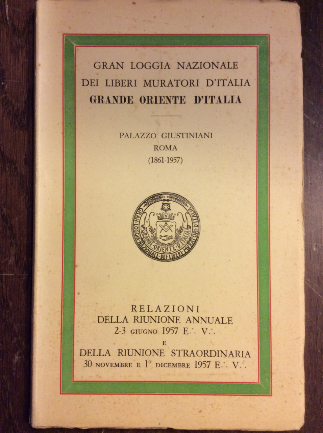 GRAN LOGGIA NAZIONALE
DEI LIBERI MURATORI D'ITALIA
GRANDE ORIENTE D'ITALIA
PALAZZO GIUSTINIANI
ROMA
(1861-1957)
RELAZIONI
DELLA RIUNIONE ANNUALE
2-3 GIUGNO 1957 E∴ V∴
E
DELLA RIUNIONE STRAORDINARIA
30 NOVEMBRE E 1° DICEMBRE 1957 E∴ V∴